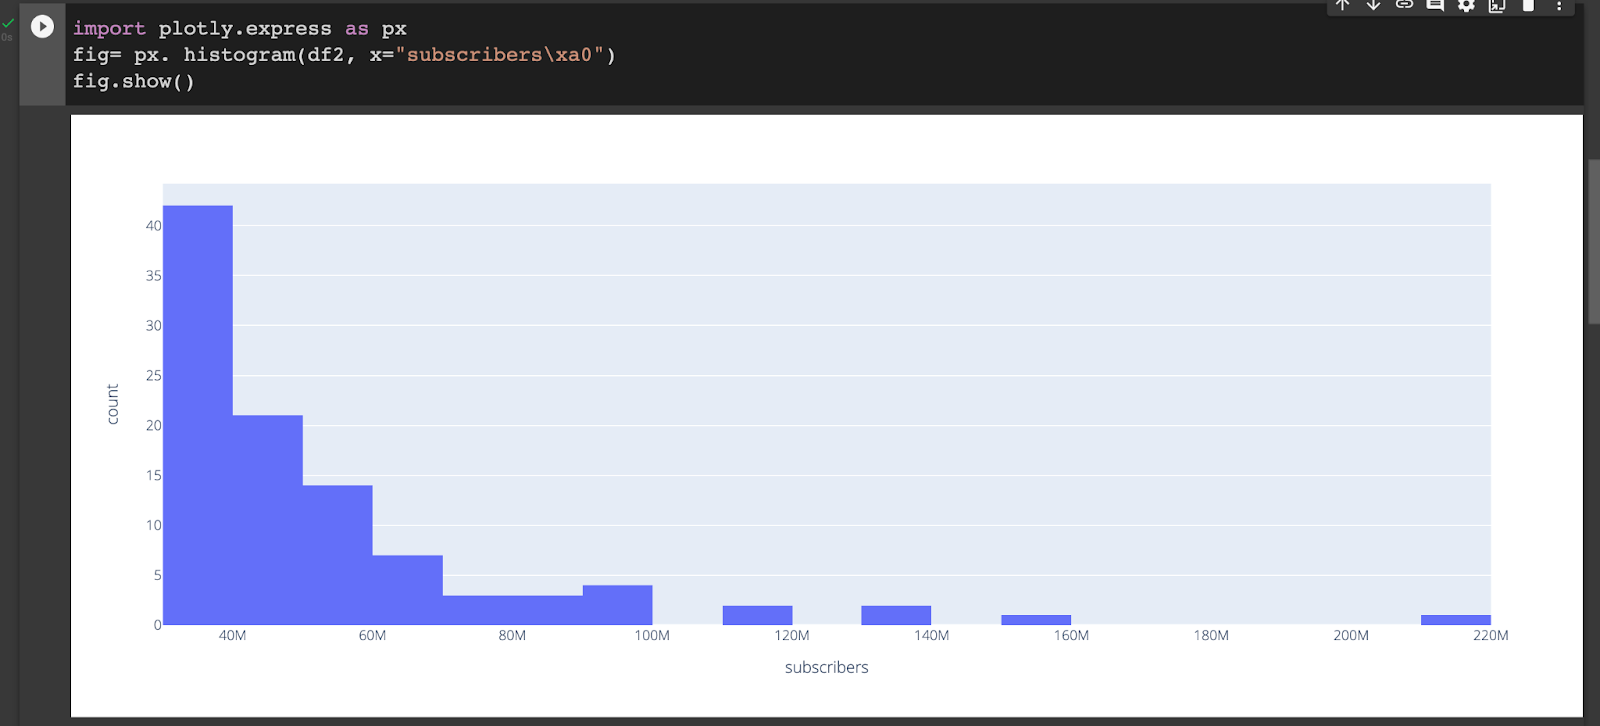 0s
import plotly.express as px
fig= px. histogram(df2, x="subscribers\xa0")
fig.show()
40
35
30
25
20
15
10
5
0
count
40M 60M 80M 100M 120M 140M 160M 180M 200M 220M
subscribers